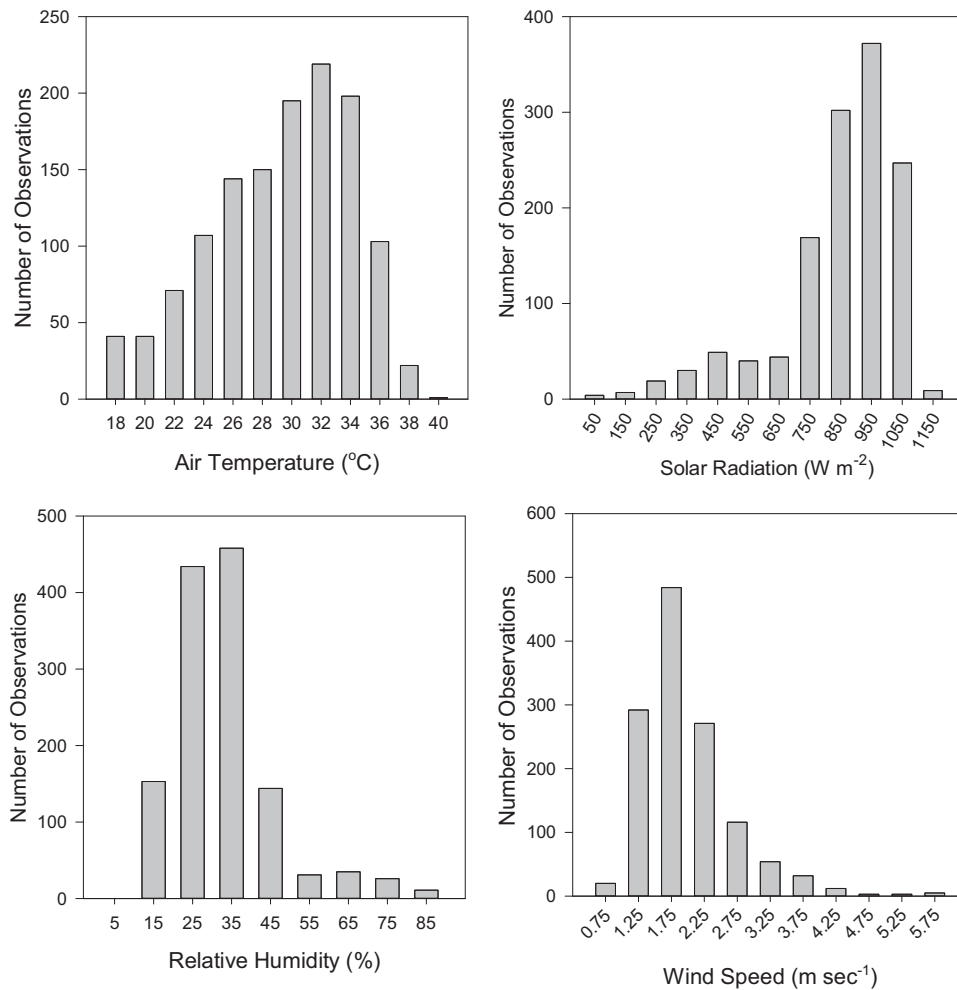 Number of Observations
250
200
150
100
50
0
18 20 22 24 26 28 30 32 34 36 38 40
Air Temperature (°C)
Number of Observations
400
300
200
100
0
50 150 250 350 450 550 650 750 850 950 1050 1150
Solar Radiation (W m⁻²)
Number of Observations
500
400
300
200
100
0
5 15 25 35 45 55 65 75 85
Relative Humidity (%)
Number of Observations
600
500
400
300
200
100
0
0.75 1.25 1.75 2.25 2.75 3.25 3.75 4.25 4.75 5.25 5.75
Wind Speed (m sec⁻¹)